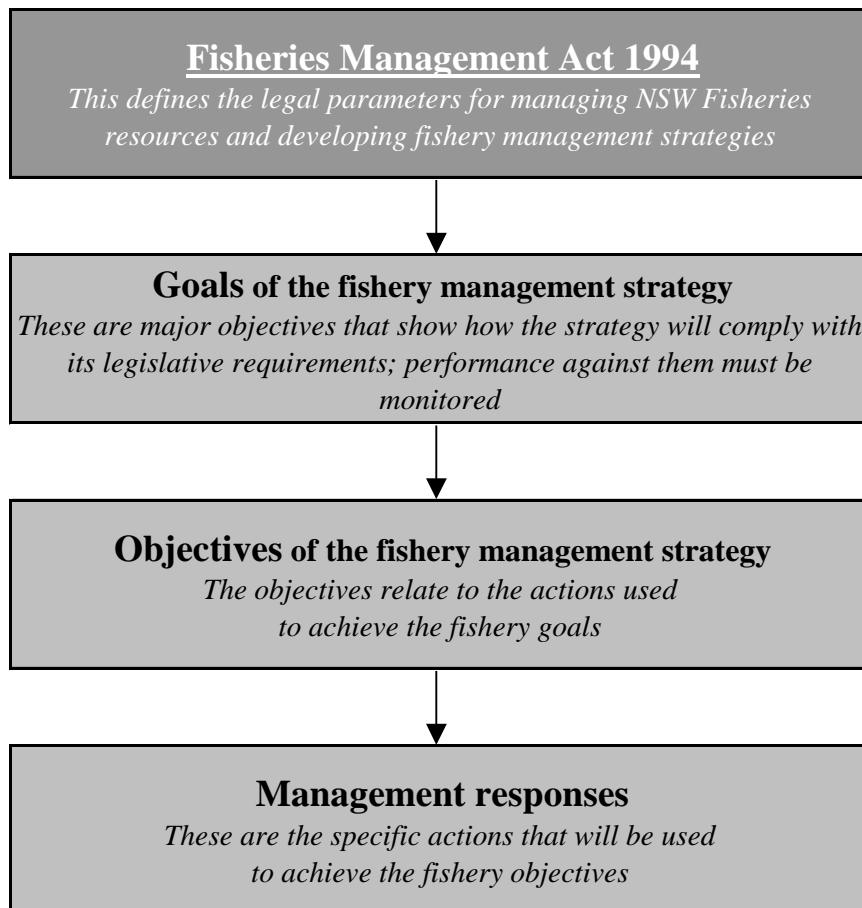 Fisheries Management Act 1994
This defines the legal parameters for managing NSW Fisheries
resources and developing fishery management strategies
Goals of the fishery management strategy
These are major objectives that show how the strategy will comply with
its legislative requirements; performance against them must be
monitored
Objectives of the fishery management strategy
The objectives relate to the actions used
to achieve the fishery goals
Management responses
These are the specific actions that will be used
to achieve the fishery objectives